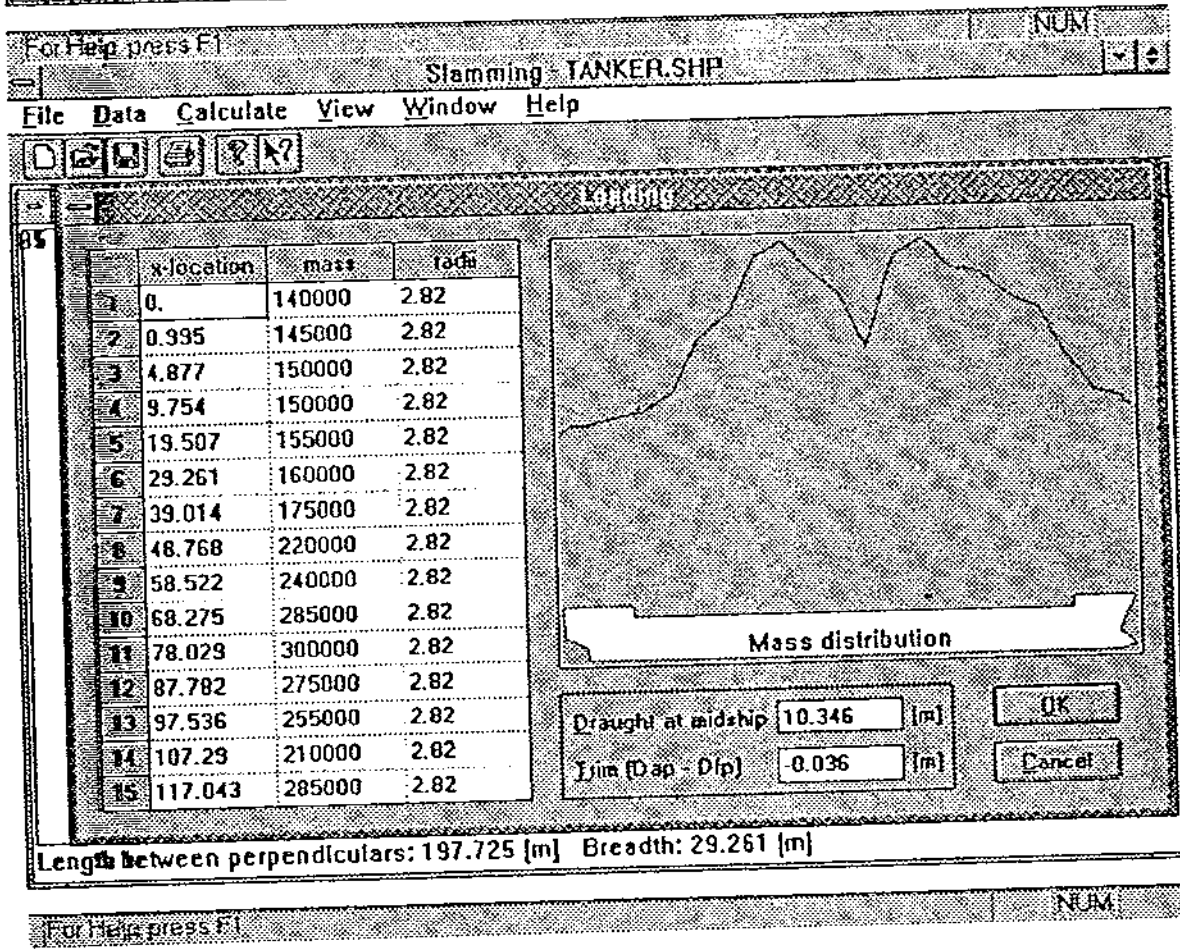 For Help press F1 NUM
Slamming - TANKER.SHP
File Data Calculate View Window Help
Loading
x-location mass radii
1 0. 140000 2.82
2 0.995 145000 2.82
3 4.877 150000 2.82
4 9.754 150000 2.82
5 19.507 155000 2.82
6 29.261 160000 2.82
7 39.014 175000 2.82
8 48.768 220000 2.82
9 58.522 240000 2.82
10 68.275 285000 2.82
11 78.029 300000 2.82
12 87.782 275000 2.82
13 97.536 255000 2.82
14 107.29 210000 2.82
15 117.043 285000 2.82
Mass distribution
Draught at midship 10.346 [m]
Trim (Dap - Dfp) -0.036 [m]
OK
Cancel
Length between perpendiculars: 197.725 [m] Breadth: 29.261 [m]
For Help press F1 NUM